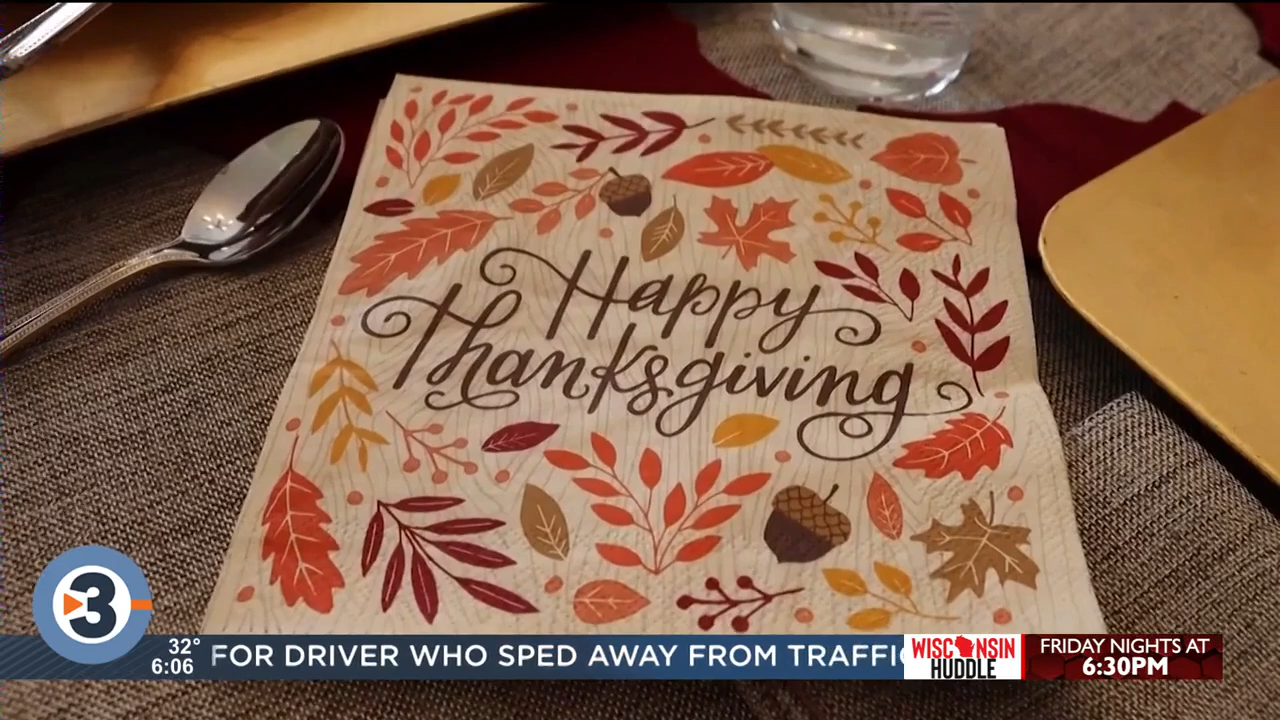 Happy
Thanksgiving
3
32°
6:06
FOR DRIVER WHO SPED AWAY FROM TRAFFI
WISCONSIN
HUDDLE
FRIDAY NIGHTS AT
6:30PM